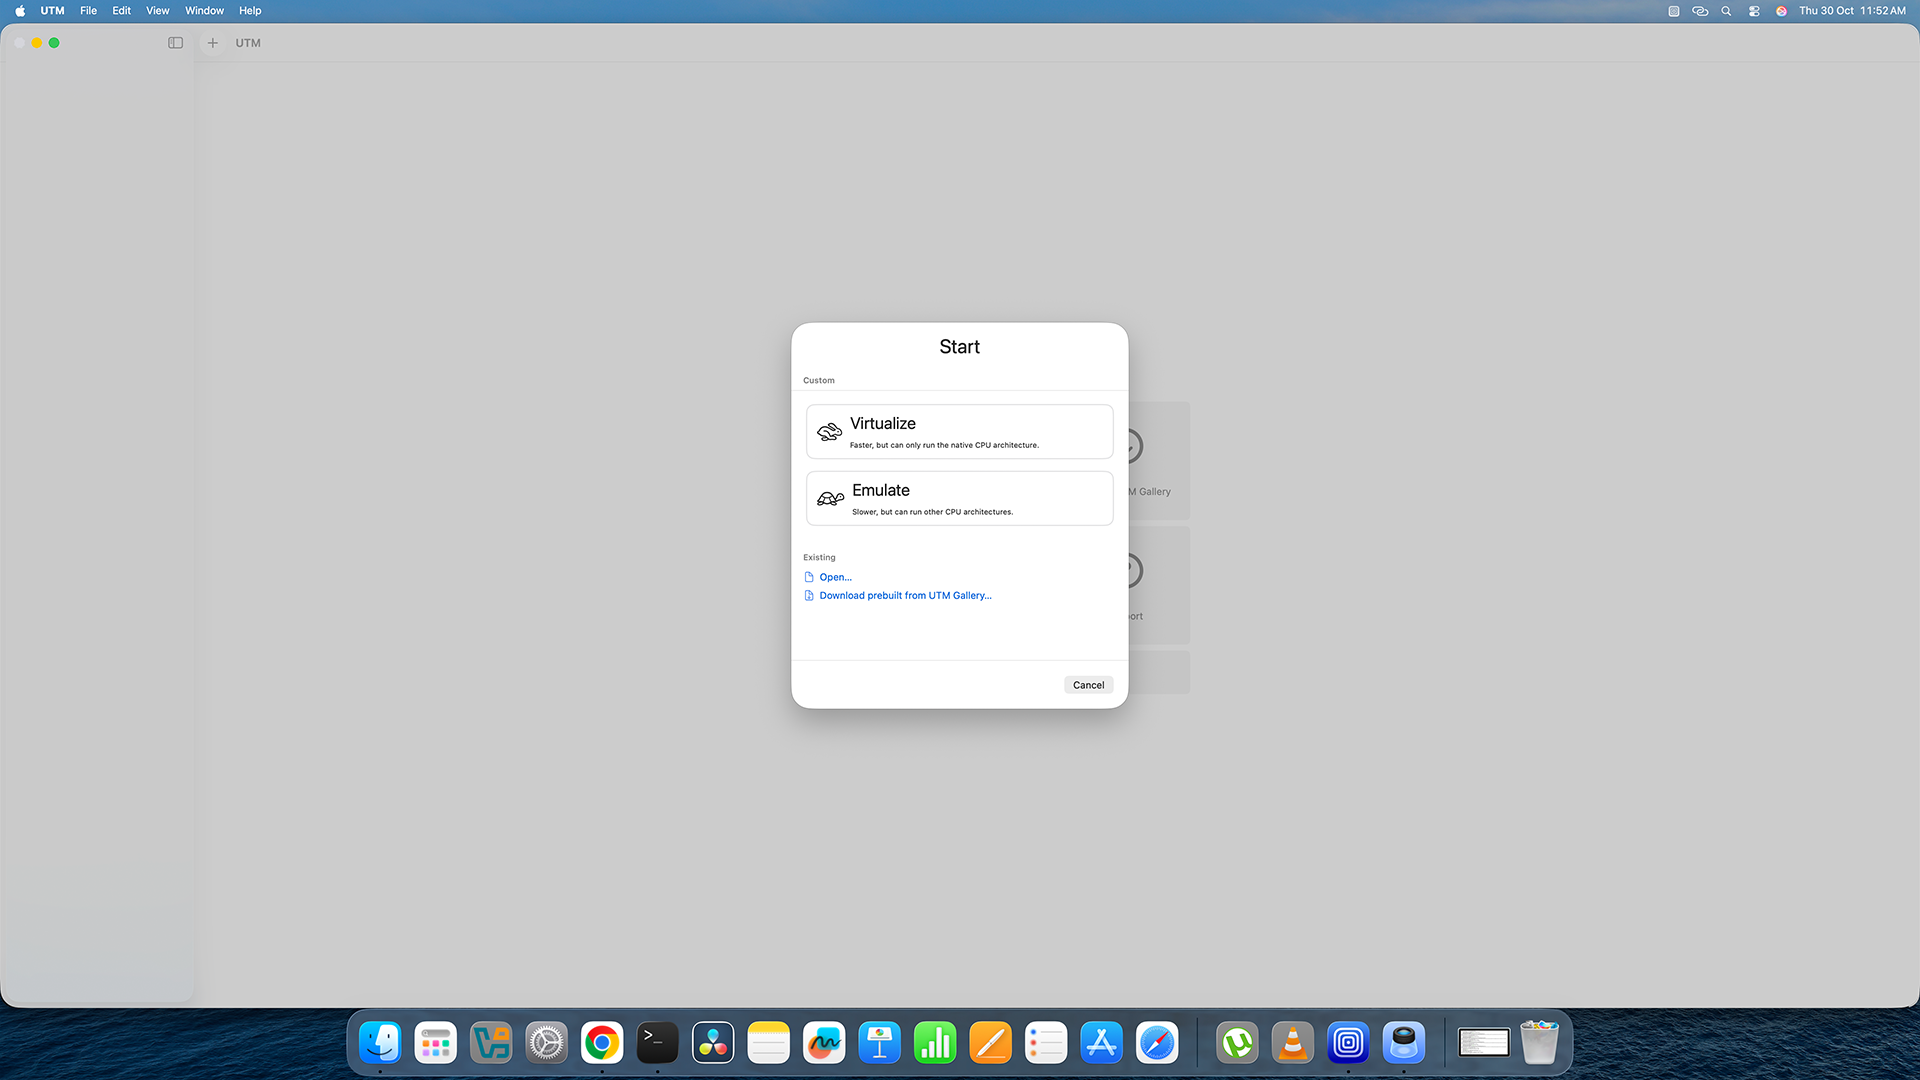 UTM File Edit View Window Help
Thu 30 Oct 11:52 AM
UTM
Start
Custom
Virtualize
Faster, but can only run the native CPU architecture.
Emulate
Slower, but can run other CPU architectures.
M Gallery
Existing
Open...
Download prebuilt from UTM Gallery...
ort
Cancel